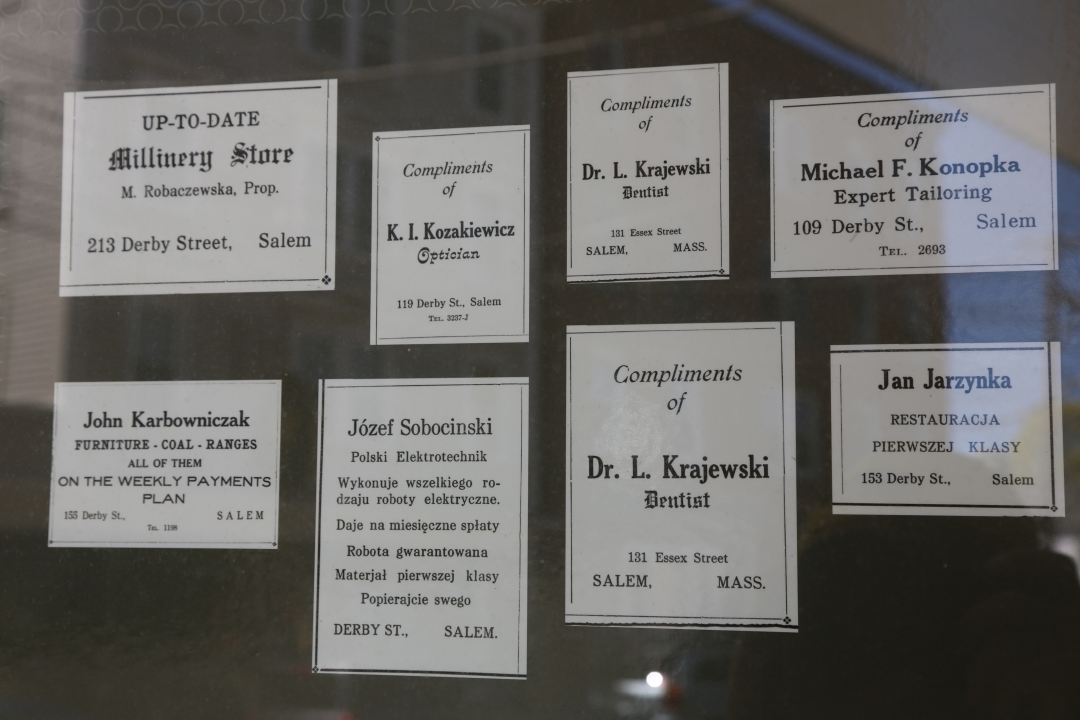 UP-TO-DATE
Millinery Store
M. Robaczewska, Prop.
213 Derby Street, Salem
Compliments
of
K. I. Kozakiewicz
Optician
119 Derby St., Salem
TEL. 3237-J
Compliments
of
Dr. L. Krajewski
Dentist
131 Essex Street
SALEM, MASS.
Compliments
of
Michael F. Konopka
Expert Tailoring
109 Derby St., Salem
TEL. 2693
John Karbowniczak
FURNITURE - COAL - RANGES
ALL OF THEM
ON THE WEEKLY PAYMENTS
PLAN
155 Derby St., SALEM
TEL. 1198
Józef Sobocinski
Polski Elektrotechnik
Wykonuje wszelkiego ro-
dzaju roboty elektryczne.
Daje na miesięczne spłaty
Robota gwarantowana
Materjał pierwszej klasy
Popierajcie swego
DERBY ST., SALEM.
Compliments
of
Dr. L. Krajewski
Dentist
131 Essex Street
SALEM, MASS.
Jan Jarzynka
RESTAURACJA
PIERWSZEJ KLASY
153 Derby St., Salem